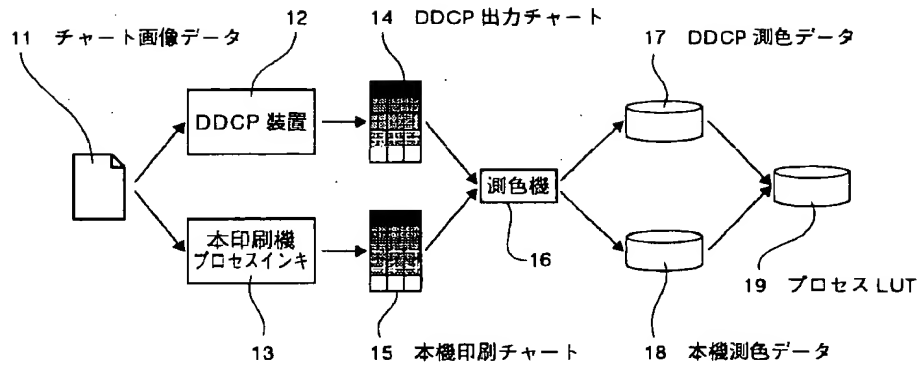 11 チャート画像データ
12
14 DDCP 出力チャート
17 DDCP 測色データ
DDCP 装置
測色機
本印刷機
プロセスインキ
16
19 プロセス LUT
13
15 本機印刷チャート
18 本機測色データ